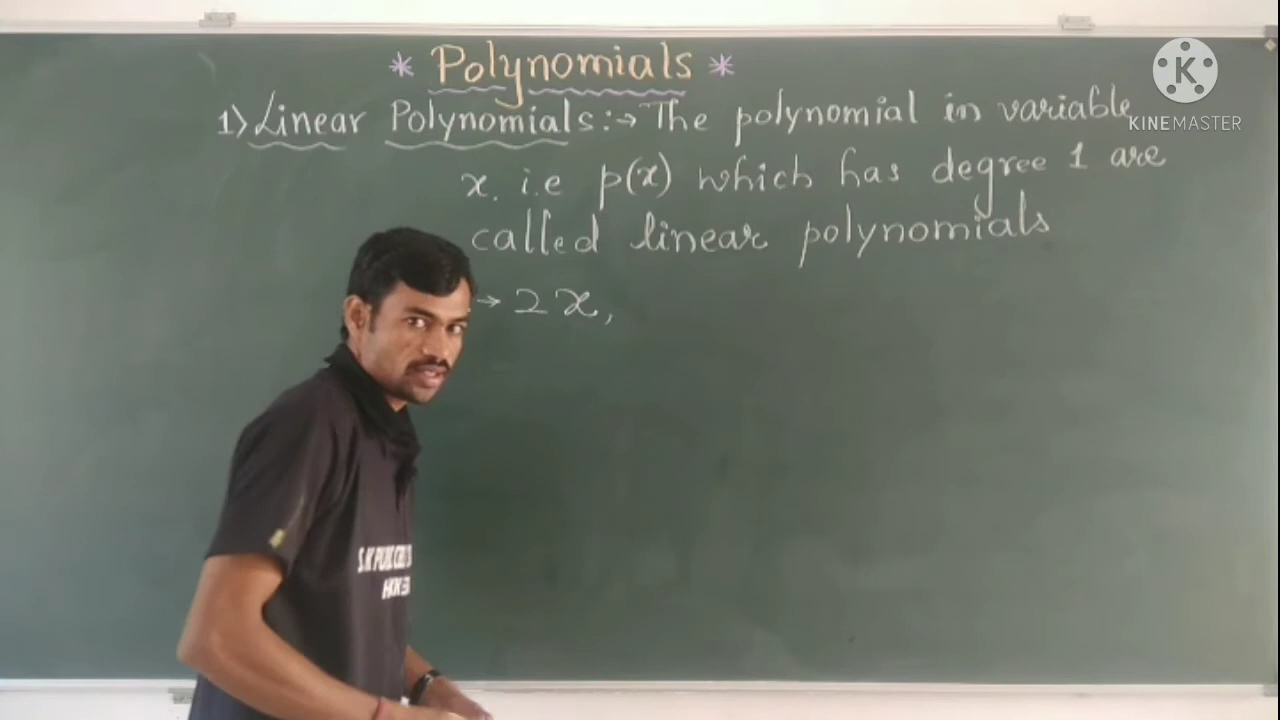 * Polynomials *
1) Linear Polynomials :→ The polynomial in variable
x. i.e p(x) which has degree 1 are
called linear polynomials
→ 2x,
K
KINEMASTER